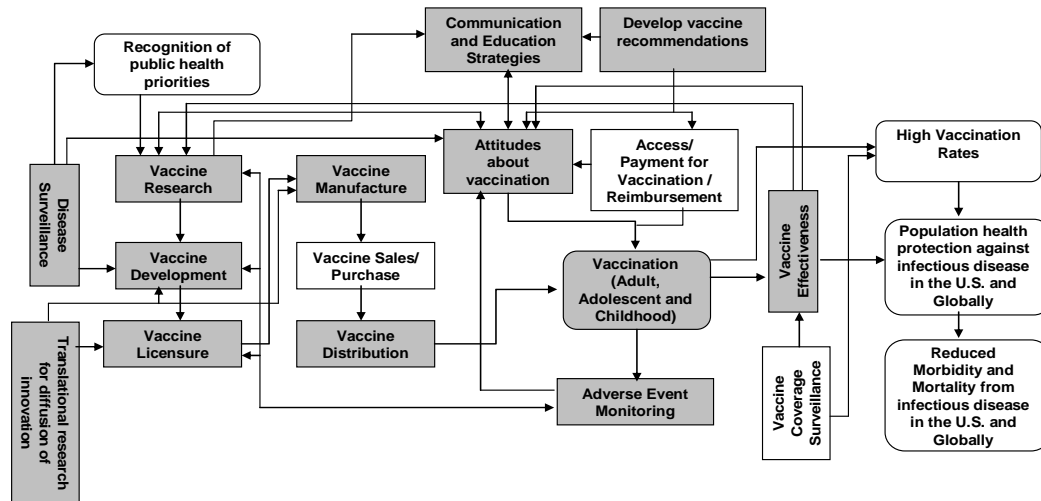 Recognition of
public health
priorities
Communication
and Education
Strategies
Develop vaccine
recommendations
Disease
Surveillance
Vaccine
Research
Vaccine
Manufacture
Attitudes
about
vaccination
Access/
Payment for
Vaccination /
Reimbursement
High Vaccination
Rates
Vaccine
Development
Vaccine Sales/
Purchase
Vaccination
(Adult,
Adolescent and
Childhood)
Vaccine
Effectiveness
Population health
protection against
infectious disease
in the U.S. and
Globally
Translational research
for diffusion of
innovation
Vaccine
Licensure
Vaccine
Distribution
Adverse Event
Monitoring
Vaccine
Coverage
Surveillance
Reduced
Morbidity and
Mortality from
infectious disease
in the U.S. and
Globally